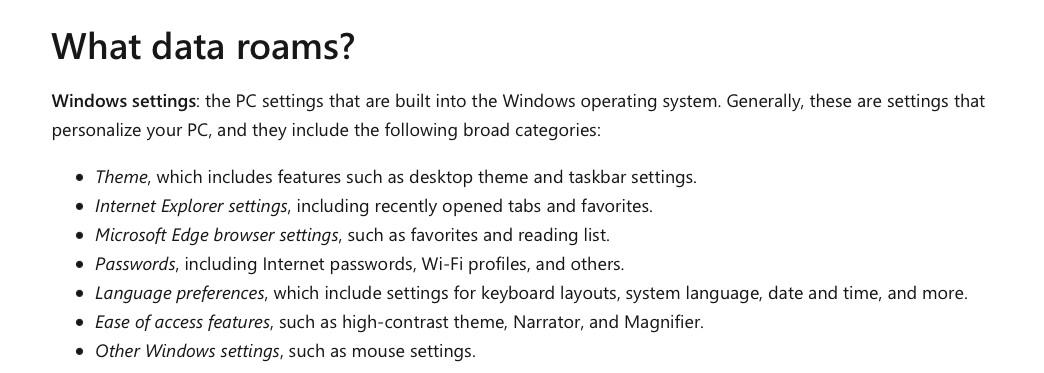 What data roams?
Windows settings: the PC settings that are built into the Windows operating system. Generally, these are settings that
personalize your PC, and they include the following broad categories:
• Theme, which includes features such as desktop theme and taskbar settings.
• Internet Explorer settings, including recently opened tabs and favorites.
• Microsoft Edge browser settings, such as favorites and reading list.
• Passwords, including Internet passwords, Wi-Fi profiles, and others.
• Language preferences, which include settings for keyboard layouts, system language, date and time, and more.
• Ease of access features, such as high-contrast theme, Narrator, and Magnifier.
• Other Windows settings, such as mouse settings.